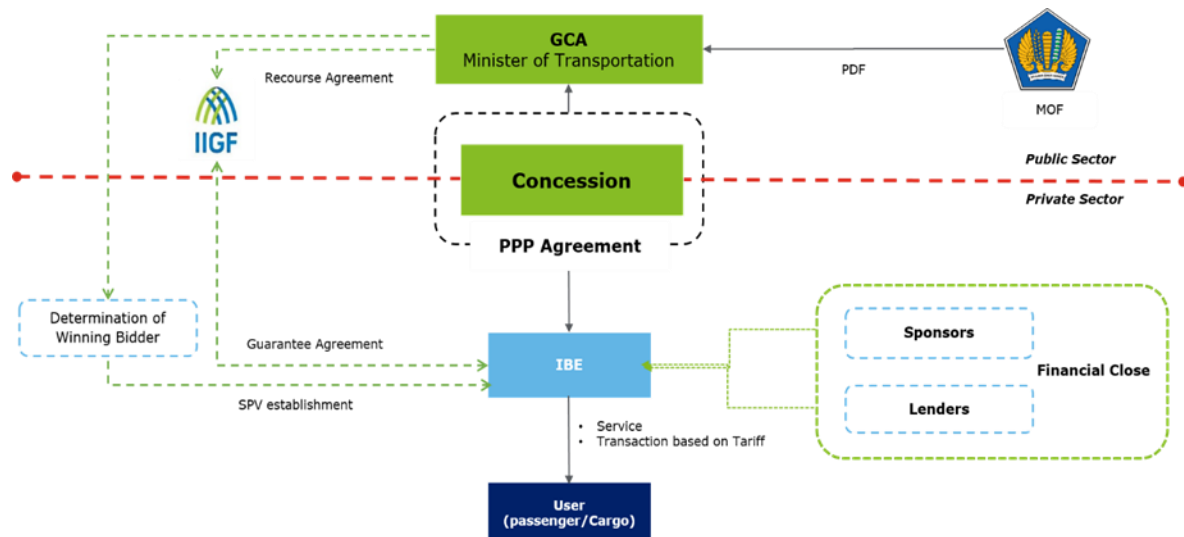 GCA
Minister of Transportation
Recourse Agreement
PDF
IIGF
MOF
Public Sector
Concession
Private Sector
PPP Agreement
Determination of
Winning Bidder
Sponsors
Guarantee Agreement
IBE
Financial Close
SPV establishment
Lenders
• Service
• Transaction based on Tariff
User
(passenger/Cargo)